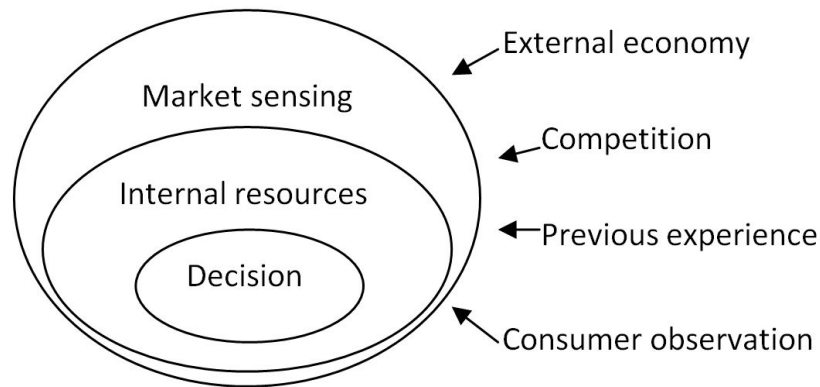 External economy
Market sensing
Competition
Internal resources
Previous experience
Decision
Consumer observation